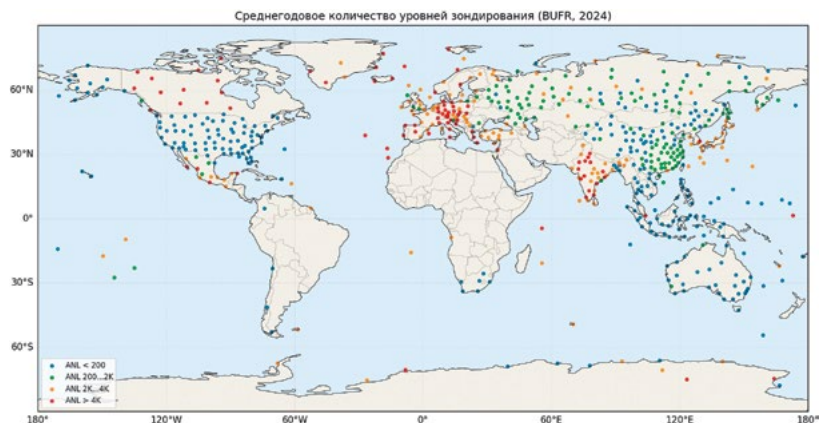 Среднегодовое количество уровней зондирования (BUFR, 2024)
60°N
30°N
0°
30°S
60°S
ANL < 200
ANL 200...2K
ANL 2K...4K
ANL > 4K
180° 120°W 60°W 0° 60°E 120°E 180°